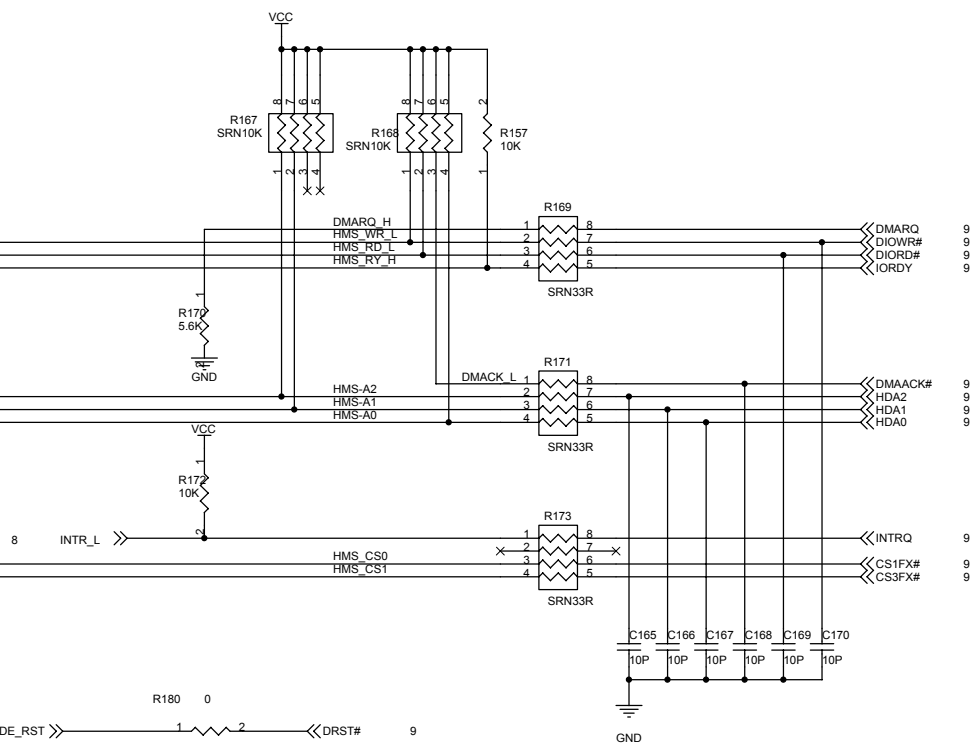 VCC
8 7 6 5
8 7 6 5
2
R167
SRN10K
R168
SRN10K
R157
10K
1 2 3 4
1 2 3 4
1
R169
DMARQ_H 1 8 DMARQ 9
HMS_WR_L 2 7 DIOWR# 9
HMS_RD_L 3 6 DIORD# 9
HMS_RY_H 4 5 IORDY 9
SRN33R
1
R170
5.6K
2
GND
R171
DMACK_L 1 8 DMAACK# 9
HMS-A2 2 7 HDA2 9
HMS-A1 3 6 HDA1 9
HMS-A0 4 5 HDA0 9
SRN33R
VCC
1
R172
10K
2
R173
8 INTR_L 1 8 INTRQ 9
2 7
HMS_CS0 3 6 CS1FX# 9
HMS_CS1 4 5 CS3FX# 9
SRN33R
C165 C166 C167 C168 C169 C170
10P 10P 10P 10P 10P 10P
GND
R180 0
DE_RST 1 2 DRST# 9